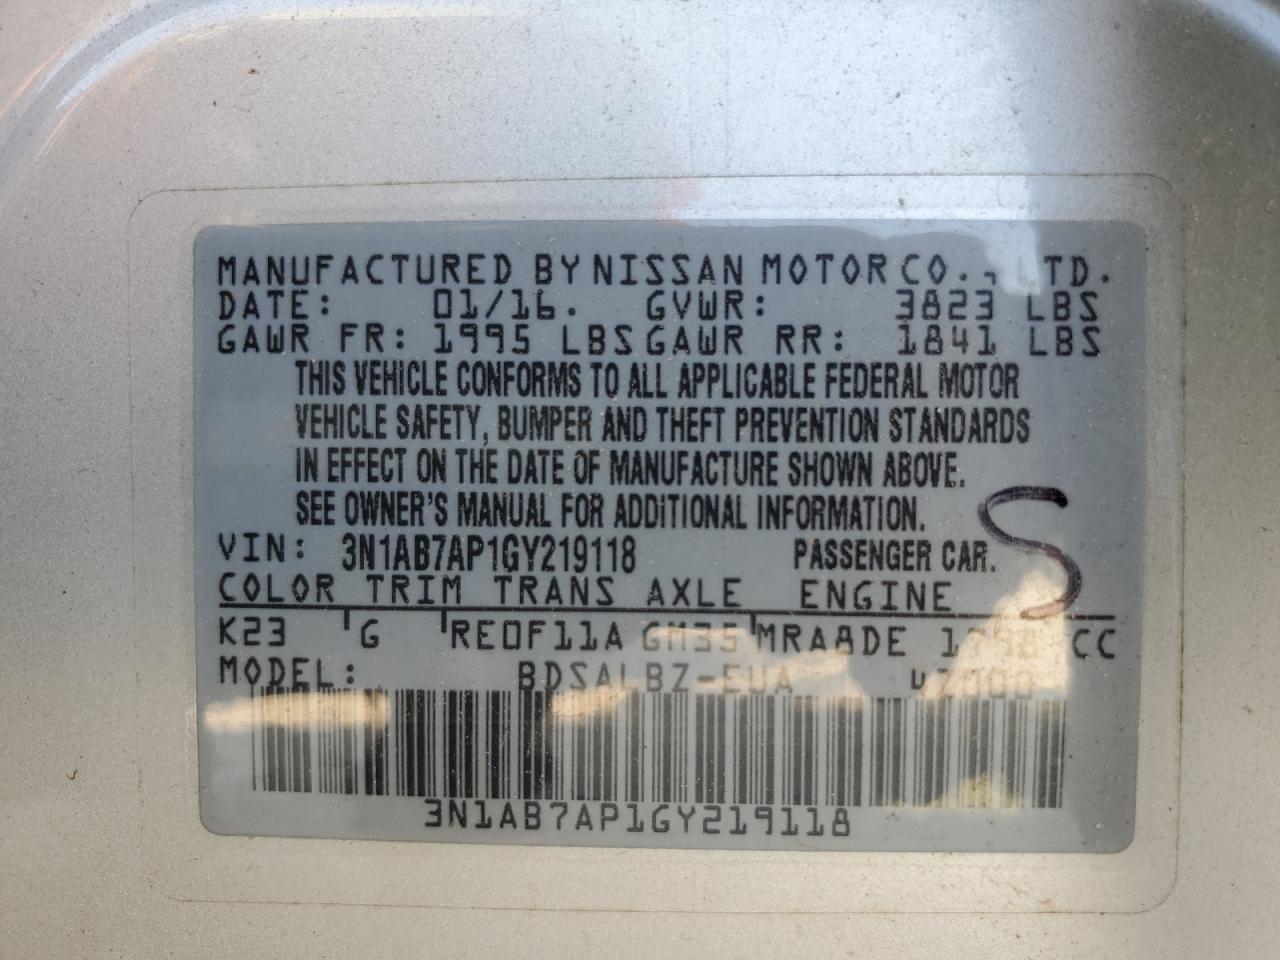 MANUFACTURED BY NISSAN MOTOR CO., LTD.
DATE: 01/16. GVWR: 3823 LBS
GAWR FR: 1995 LBS GAWR RR: 1841 LBS
THIS VEHICLE CONFORMS TO ALL APPLICABLE FEDERAL MOTOR
VEHICLE SAFETY, BUMPER AND THEFT PREVENTION STANDARDS
IN EFFECT ON THE DATE OF MANUFACTURE SHOWN ABOVE.
SEE OWNER'S MANUAL FOR ADDITIONAL INFORMATION.
VIN: 3N1AB7AP1GY219118 PASSENGER CAR. S
COLOR TRIM TRANS AXLE ENGINE
K23 G RE0F11A GM35 MRA8DE 1798 CC
MODEL: BDSALBZ-EUA
3N1AB7AP1GY219118